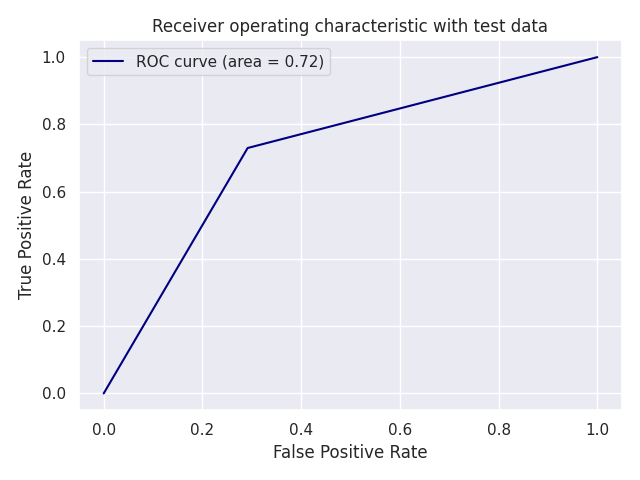 Receiver operating characteristic with test data
ROC curve (area = 0.72)
1.0
0.8
0.6
0.4
0.2
0.0
True Positive Rate
0.0 0.2 0.4 0.6 0.8 1.0
False Positive Rate